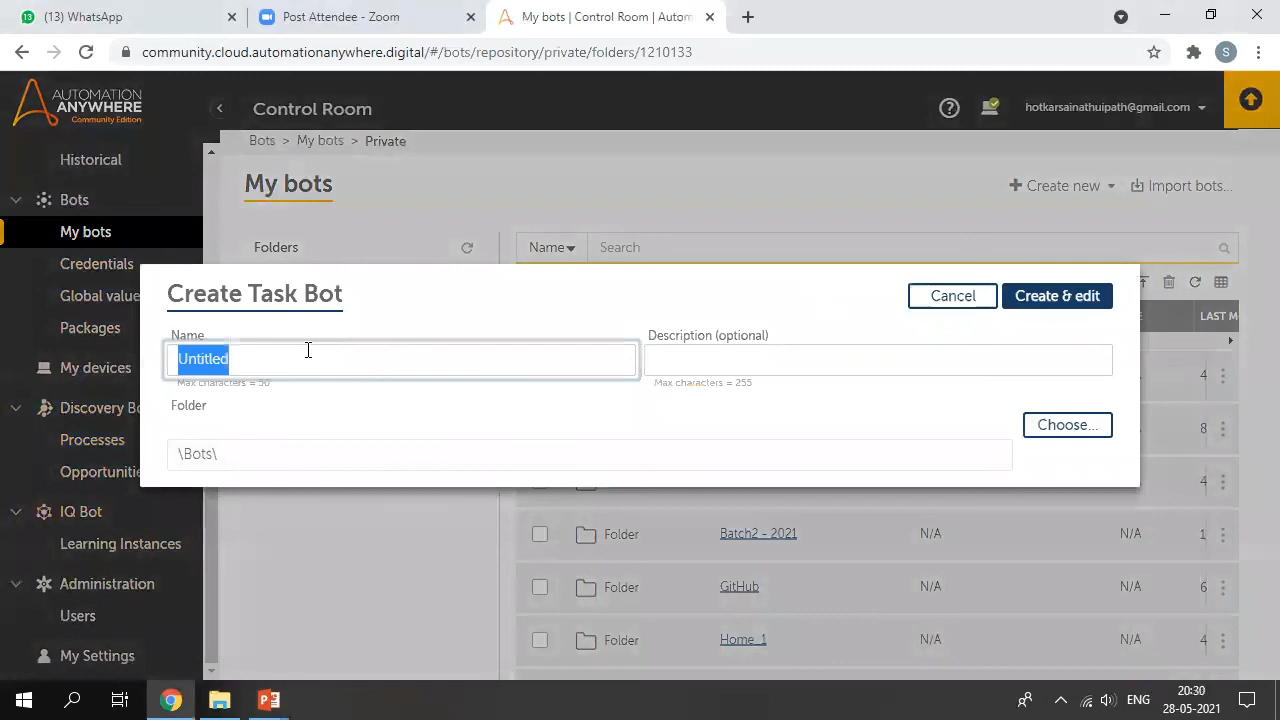 (13) WhatsApp
Post Attendee - Zoom
My bots | Control Room | Autom
community.cloud.automationanywhere.digital/#/bots/repository/private/folders/1210133
S
AUTOMATION
ANYWHERE
Community Edition
Control Room
hotkarsainathuipath@gmail.com
Historical
Bots
My bots
Credentials
Global value
Packages
My devices
Discovery Bo
Processes
Opportunitie
IQ Bot
Learning Instances
Administration
Users
My Settings
Bots > My bots > Private
My bots
Create new
Import bots...
Folders
Name
Search
LAST M
Create Task Bot
Cancel
Create & edit
Name
Untitled
Max characters = 50
Description (optional)
Max characters = 255
Folder
Choose...
\Bots\
4
8
4
Folder Batch2 - 2021 N/A N/A 1
Folder GitHub N/A N/A 6
Folder Home_1 N/A N/A 4
ENG
20:30
28-05-2021